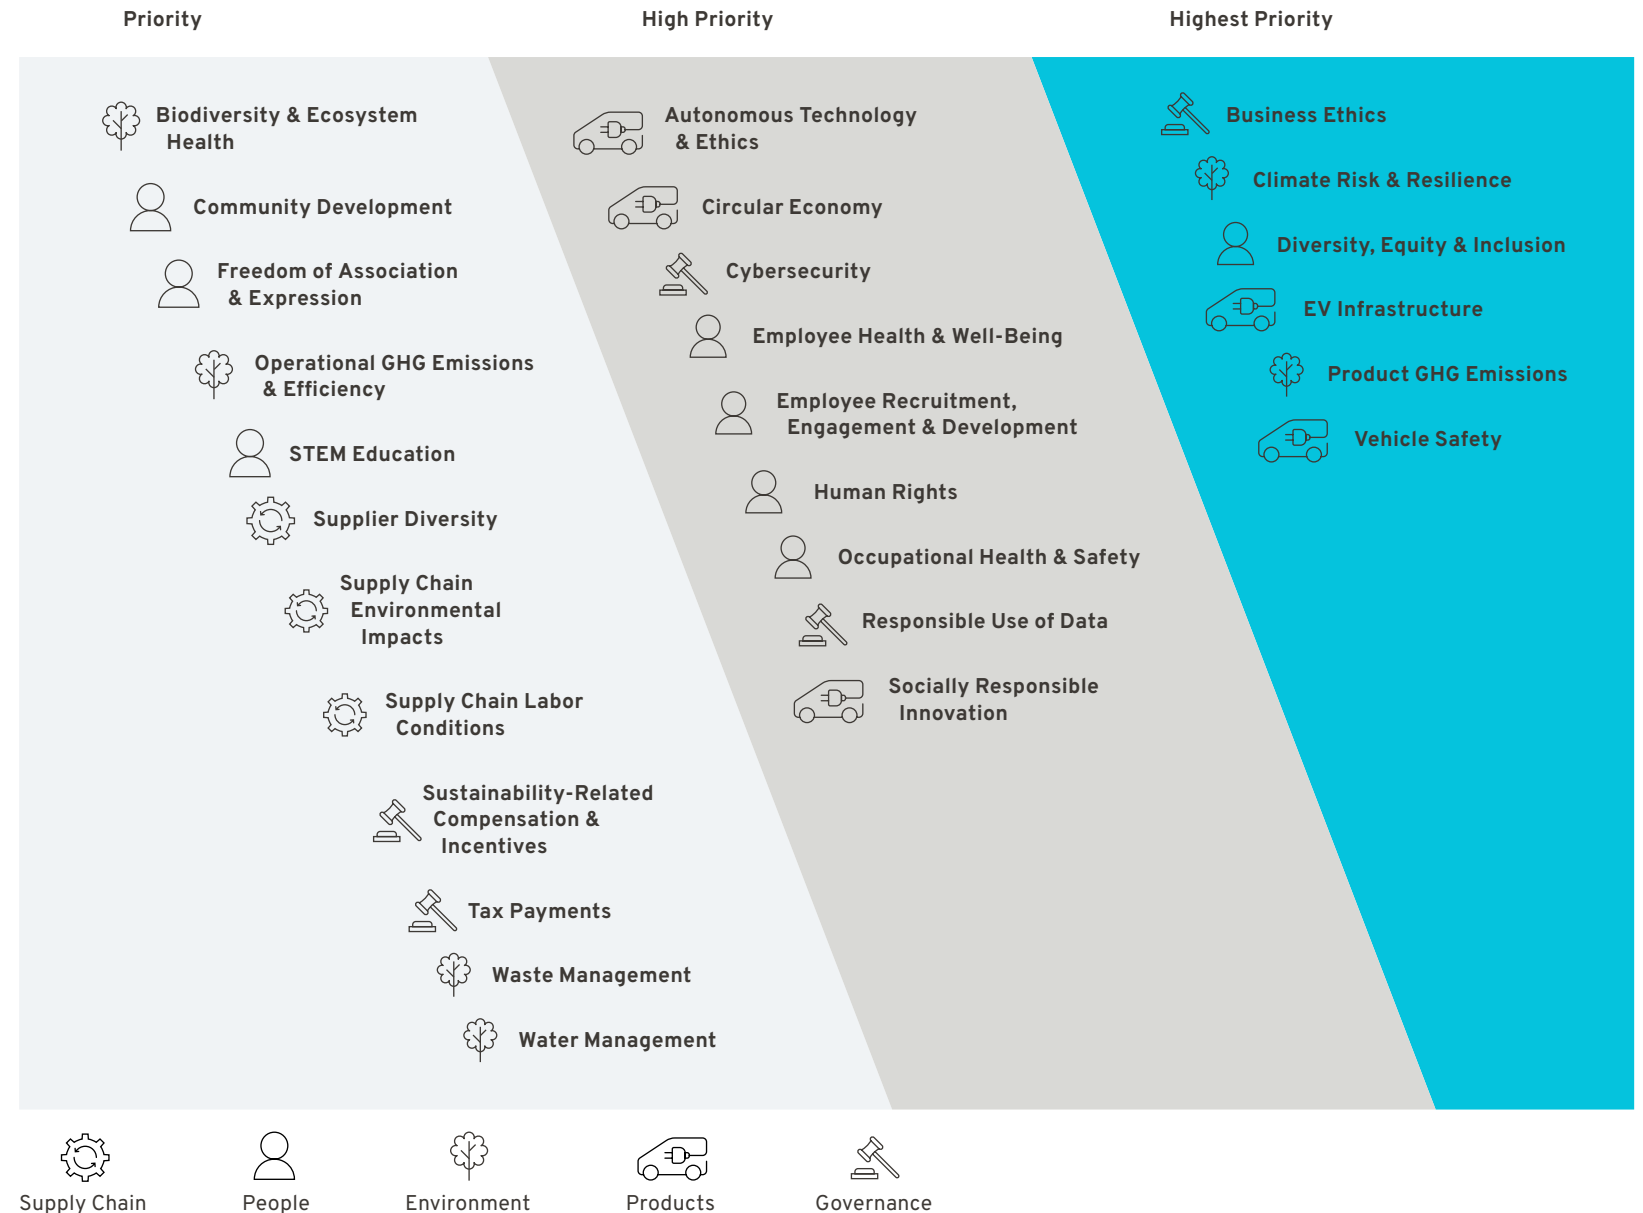 Priority
High Priority
Highest Priority
Biodiversity & Ecosystem
Health
Community Development
Freedom of Association
& Expression
Operational GHG Emissions
& Efficiency
STEM Education
Supplier Diversity
Supply Chain
Environmental
Impacts
Supply Chain Labor
Conditions
Sustainability-Related
Compensation &
Incentives
Tax Payments
Waste Management
Water Management
Autonomous Technology
& Ethics
Circular Economy
Cybersecurity
Employee Health & Well-Being
Employee Recruitment,
Engagement & Development
Human Rights
Occupational Health & Safety
Responsible Use of Data
Socially Responsible
Innovation
Business Ethics
Climate Risk & Resilience
Diversity, Equity & Inclusion
EV Infrastructure
Product GHG Emissions
Vehicle Safety
Supply Chain
People
Environment
Products
Governance